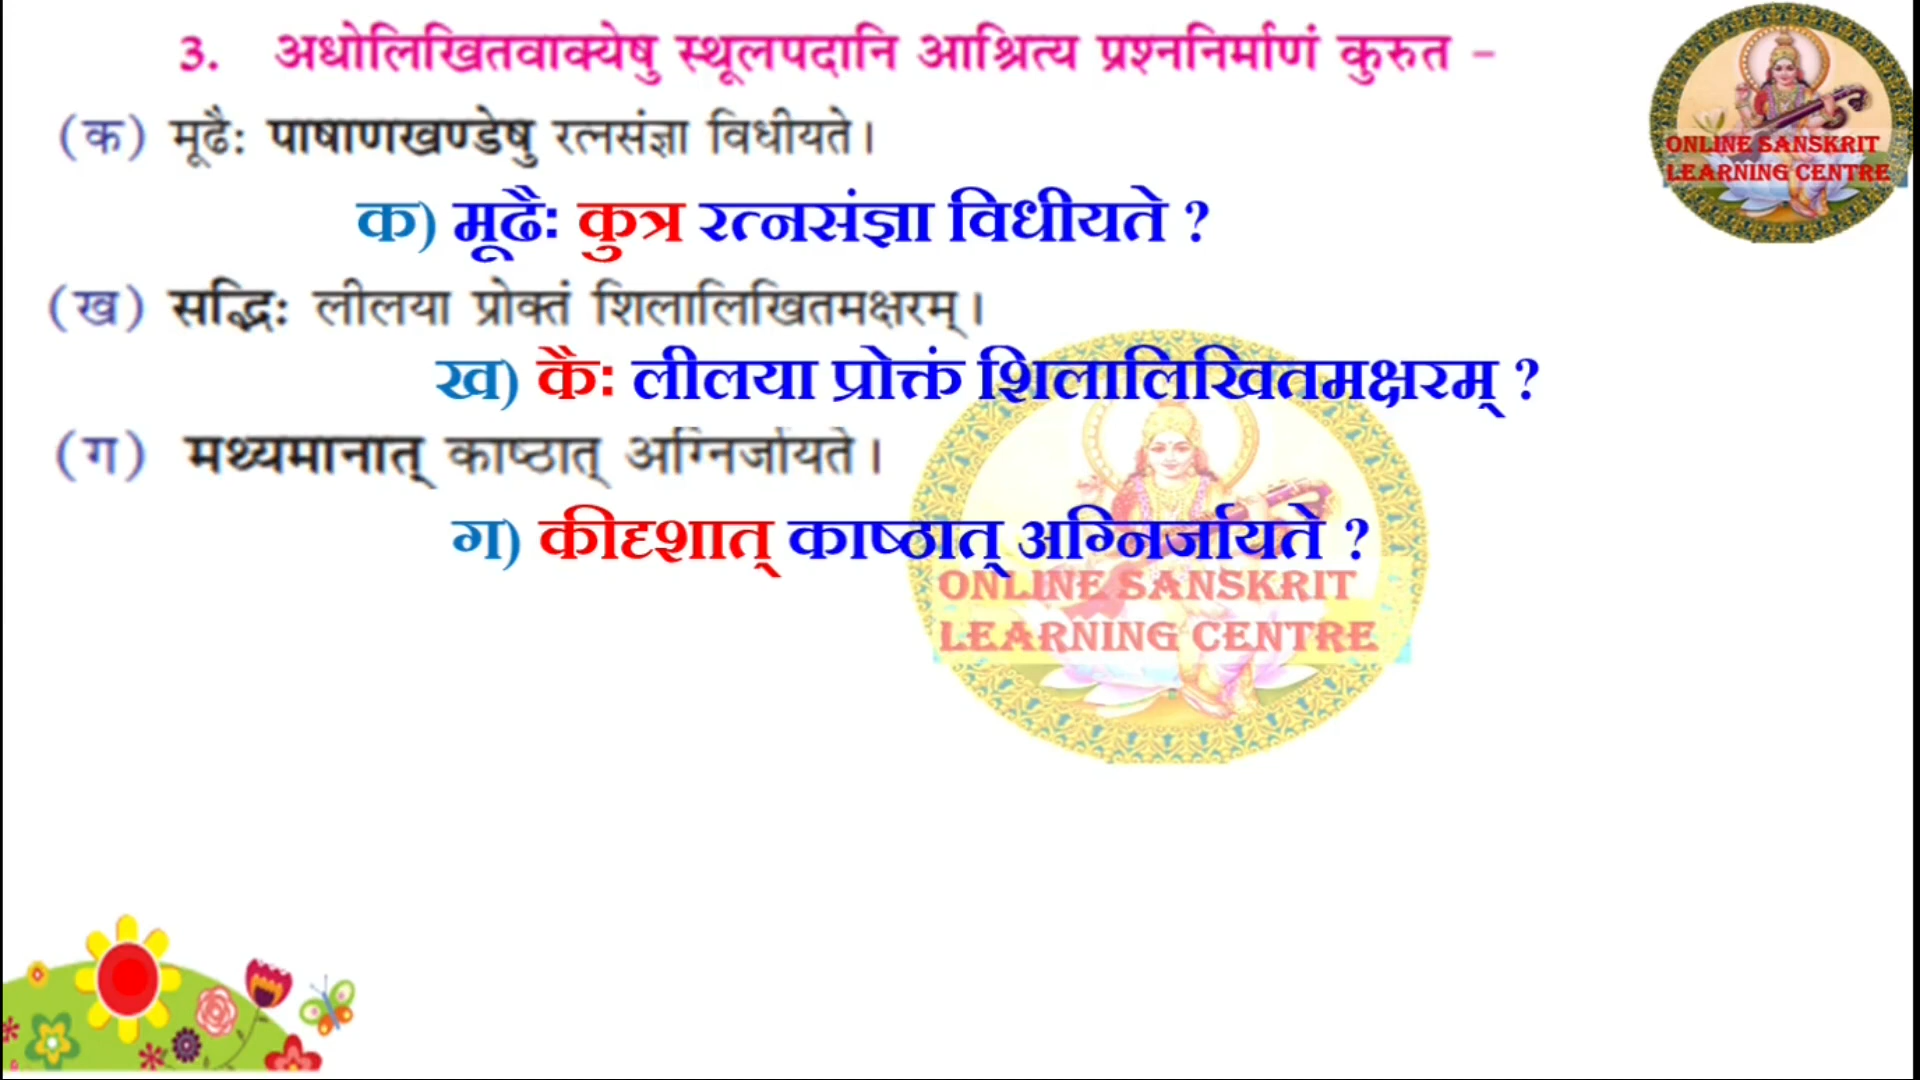 3. अधोलिखितवाक्येषु स्थूलपदानि आश्रित्य प्रश्ननिर्माणं कुरुत –
ONLINE SANSKRIT
LEARNING CENTRE
(क) मूढैः पाषाणखण्डेषु रत्नसंज्ञा विधीयते।
क) मूढैः कुत्र रत्नसंज्ञा विधीयते ?
(ख) सद्भिः लीलया प्रोक्तं शिलालिखितमक्षरम्।
ख) कैः लीलया प्रोक्तं शिलालिखितमक्षरम् ?
(ग) मथ्यमानात् काष्ठात् अग्निर्जायते।
ग) कीदृशात् काष्ठात् अग्निर्जायते ?
ONLINE SANSKRIT
LEARNING CENTRE